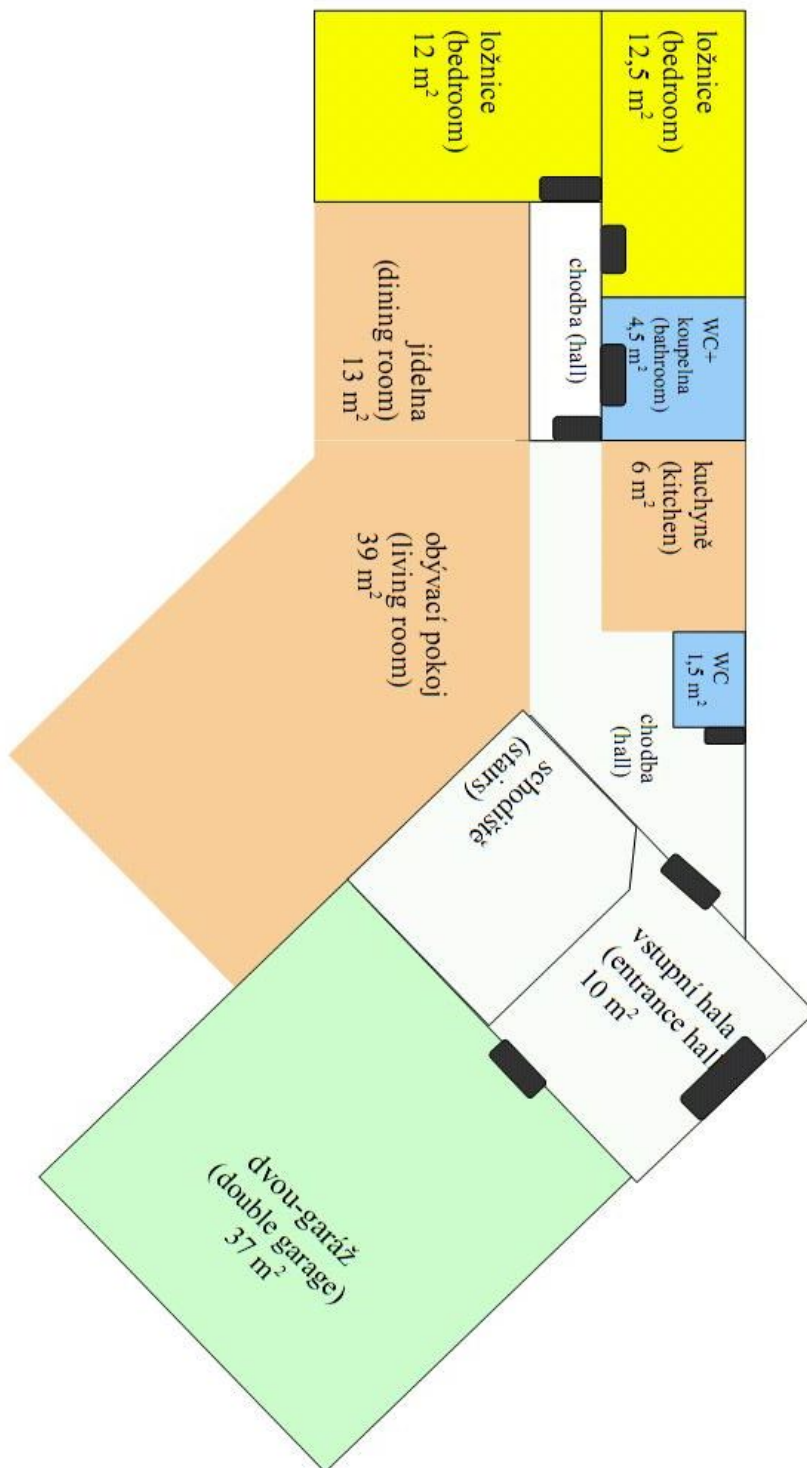 ložnice
(bedroom)
12 m²
ložnice
(bedroom)
12,5 m²
chodba (hall)
WC+
koupelna
(bathroom)
4,5 m²
jídelna
(dining room)
13 m²
kuchyně
(kitchen)
6 m²
obývací pokoj
(living room)
39 m²
WC
1,5 m²
chodba
(hall)
schodiště
(stairs)
vstupní hala
(entrance hall
10 m²
dvou-garáž
(double garage)
37 m²